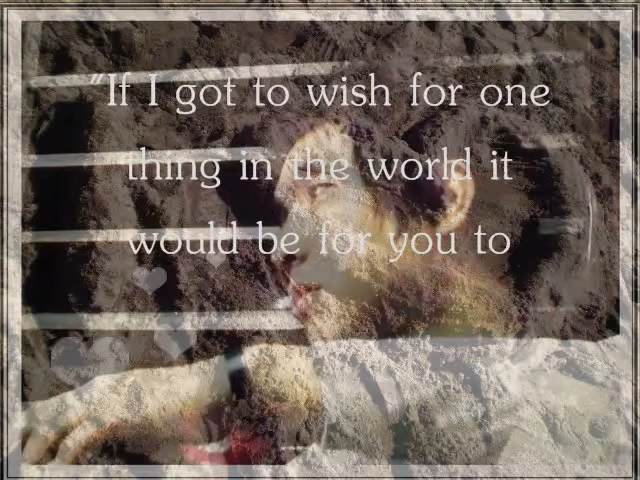 "If I got to wish for one
thing in the world it
would be for you to